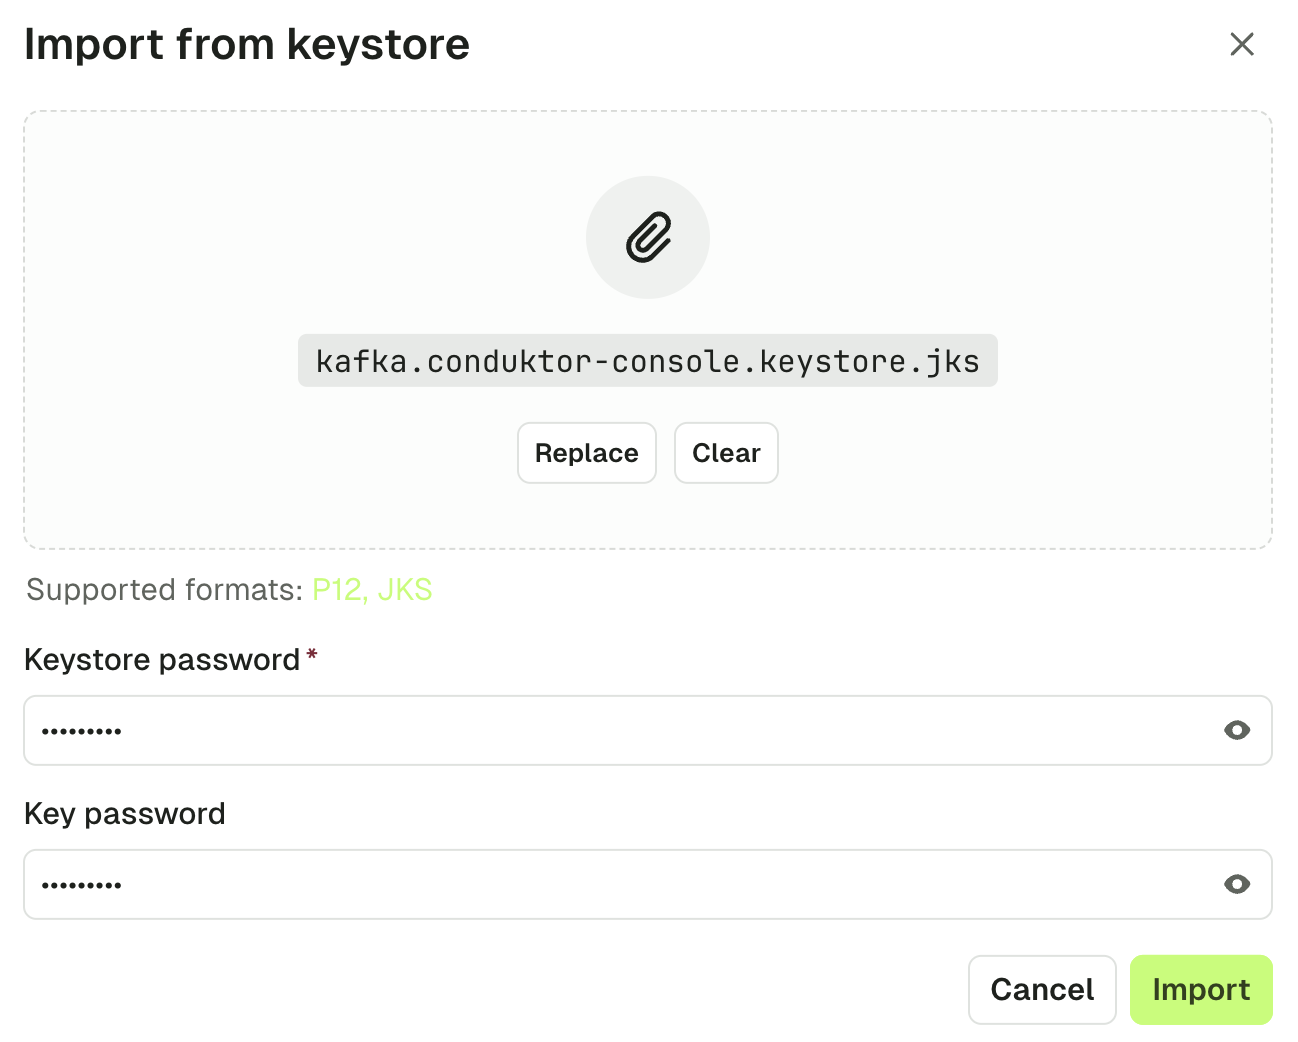 Import from keystore
kafka.conduktor-console.keystore.jks
Replace Clear
Supported formats: P12, JKS
Keystore password *
•••••••••
Key password
•••••••••
Cancel Import